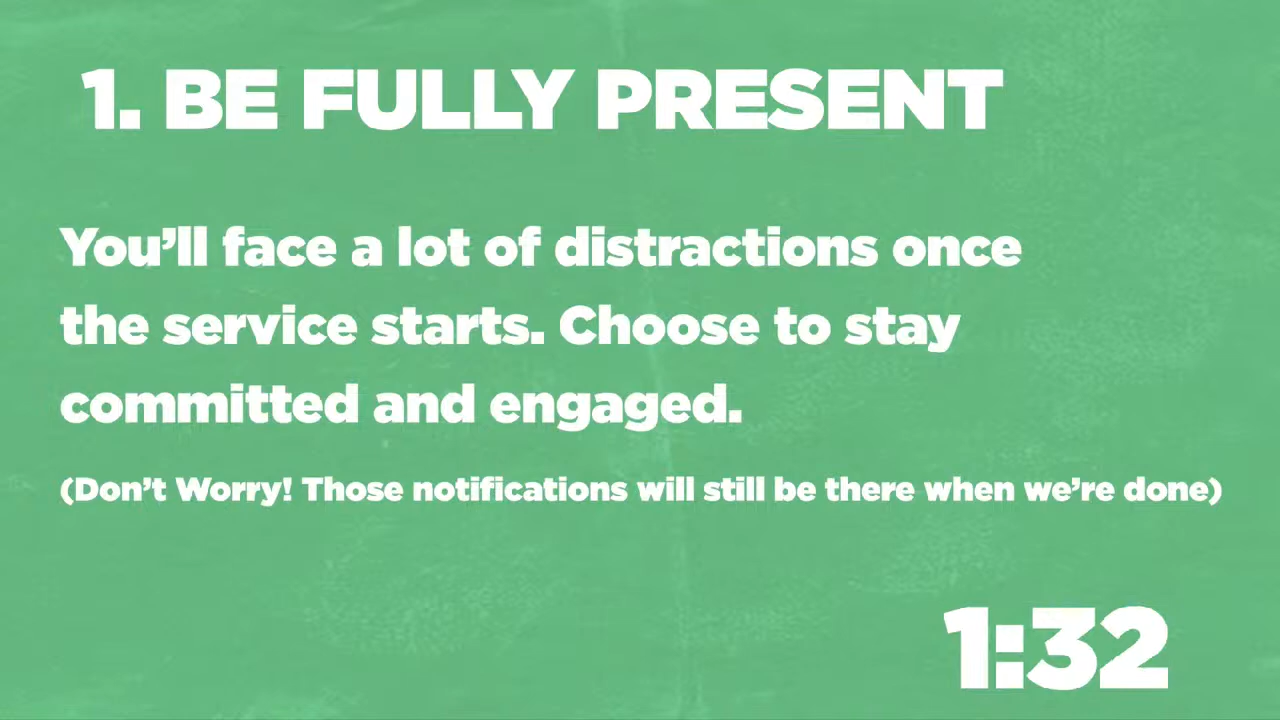 1. BE FULLY PRESENT
You’ll face a lot of distractions once
the service starts. Choose to stay
committed and engaged.
(Don’t Worry! Those notifications will still be there when we’re done)
1:32